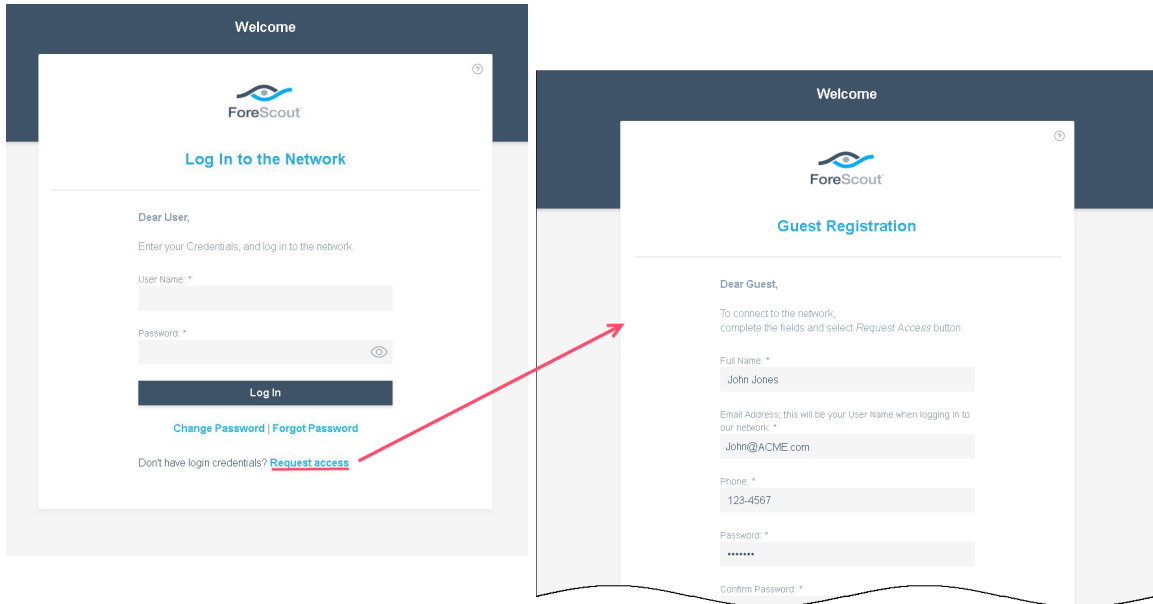 Welcome
ForeScout
Log In to the Network
Dear User,
Enter your Credentials, and log in to the network.
User Name: *
Password: *
Log In
Change Password | Forgot Password
Don't have login credentials? Request access
Welcome
ForeScout
Guest Registration
Dear Guest,
To connect to the network,
complete the fields and select Request Access button.
Full Name: *
John Jones
Email Address; this will be your User Name when logging in to
our network: *
John@ACME.com
Phone: *
123-4567
Password: *
•••••••
Confirm Password: *